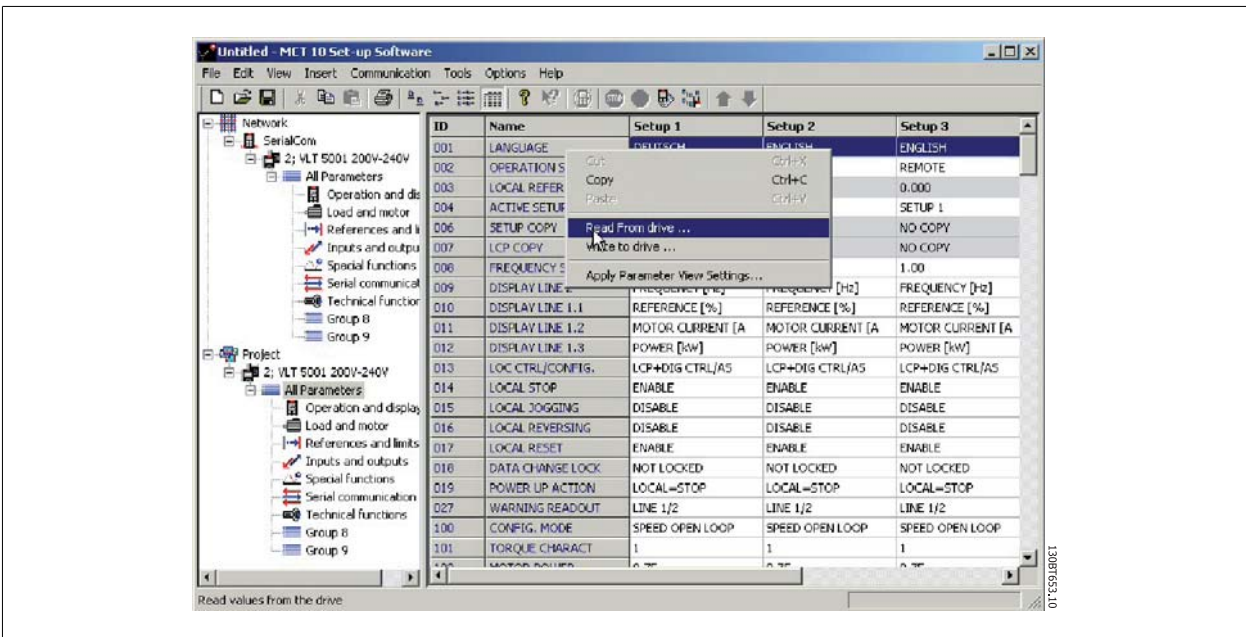 Untitled - MCT 10 Set-up Software
File Edit View Insert Communication Tools Options Help
Network
SerialCom
2; VLT 5001 200V-240V
All Parameters
Operation and dis
Load and motor
References and li
Inputs and outpu
Special functions
Serial communicat
Technical function
Group 8
Group 9
Project
2; VLT 5001 200V-240V
All Parameters
Operation and display
Load and motor
References and limits
Inputs and outputs
Special functions
Serial communication
Technical functions
Group 8
Group 9
ID Name Setup 1 Setup 2 Setup 3
001 LANGUAGE DEUTSCH ENGLISH ENGLISH
002 OPERATION S REMOTE
003 LOCAL REFER 0.000
004 ACTIVE SETUP SETUP 1
006 SETUP COPY NO COPY
007 LCP COPY NO COPY
008 FREQUENCY S 1.00
009 DISPLAY LINE 2 FREQUENCY [Hz] FREQUENCY [Hz] FREQUENCY [Hz]
010 DISPLAY LINE 1.1 REFERENCE [%] REFERENCE [%] REFERENCE [%]
011 DISPLAY LINE 1.2 MOTOR CURRENT [A MOTOR CURRENT [A MOTOR CURRENT [A
012 DISPLAY LINE 1.3 POWER [kW] POWER [kW] POWER [kW]
013 LOC CTRL/CONFIG. LCP+DIG CTRL/AS LCP+DIG CTRL/AS LCP+DIG CTRL/AS
014 LOCAL STOP ENABLE ENABLE ENABLE
015 LOCAL JOGGING DISABLE DISABLE DISABLE
016 LOCAL REVERSING DISABLE DISABLE DISABLE
017 LOCAL RESET ENABLE ENABLE ENABLE
018 DATA CHANGE LOCK NOT LOCKED NOT LOCKED NOT LOCKED
019 POWER UP ACTION LOCAL=STOP LOCAL=STOP LOCAL=STOP
027 WARNING READOUT LINE 1/2 LINE 1/2 LINE 1/2
100 CONFIG. MODE SPEED OPEN LOOP SPEED OPEN LOOP SPEED OPEN LOOP
101 TORQUE CHARACT 1 1 1
Cut Ctrl+X
Copy Ctrl+C
Paste Ctrl+V
Read From drive ...
Write to drive ...
Apply Parameter View Settings...
Read values from the drive
130BT653.10